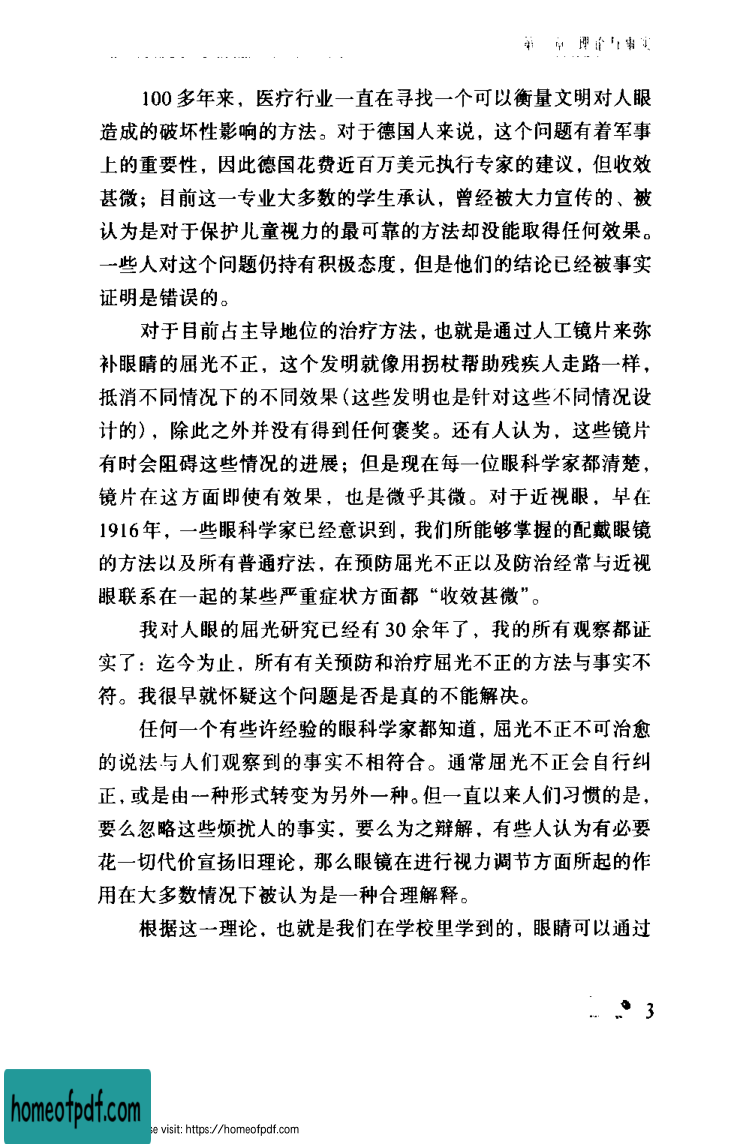 第一章 理论与事实
100多年来，医疗行业一直在寻找一个可以衡量文明对人眼
造成的破坏性影响的方法。对于德国人来说，这个问题有着军事
上的重要性，因此德国花费近百万美元执行专家的建议，但收效
甚微；目前这一专业大多数的学生承认，曾经被大力宣传的、被
认为是对于保护儿童视力的最可靠的方法却没能取得任何效果。
一些人对这个问题仍持有积极态度，但是他们的结论已经被事实
证明是错误的。
对于目前占主导地位的治疗方法，也就是通过人工镜片来弥
补眼睛的屈光不正，这个发明就像用拐杖帮助残疾人走路一样，
抵消不同情况下的不同效果（这些发明也是针对这些不同情况设
计的），除此之外并没有得到任何褒奖。还有人认为，这些镜片
有时会阻碍这些情况的进展；但是现在每一位眼科学家都清楚，
镜片在这方面即使有效果，也是微乎其微。对于近视眼，早在
1916年，一些眼科学家已经意识到，我们所能够掌握的配戴眼镜
的方法以及所有普通疗法，在预防屈光不正以及防治经常与近视
眼联系在一起的某些严重症状方面都“收效甚微”。
我对人眼的屈光研究已经有30余年了，我的所有观察都证
实了：迄今为止，所有有关预防和治疗屈光不正的方法与事实不
符。我很早就怀疑这个问题是否是真的不能解决。
任何一个有些许经验的眼科学家都知道，屈光不正不可治愈
的说法与人们观察到的事实不相符合。通常屈光不正会自行纠
正，或是由一种形式转变为另外一种。但一直以来人们习惯的是，
要么忽略这些烦扰人的事实，要么为之辩解，有些人认为有必要
花一切代价宣扬旧理论，那么眼镜在进行视力调节方面所起的作
用在大多数情况下被认为是一种合理解释。
根据这一理论，也就是我们在学校里学到的，眼睛可以通过
3
homeofpdf.com
se visit: https://homeofpdf.com